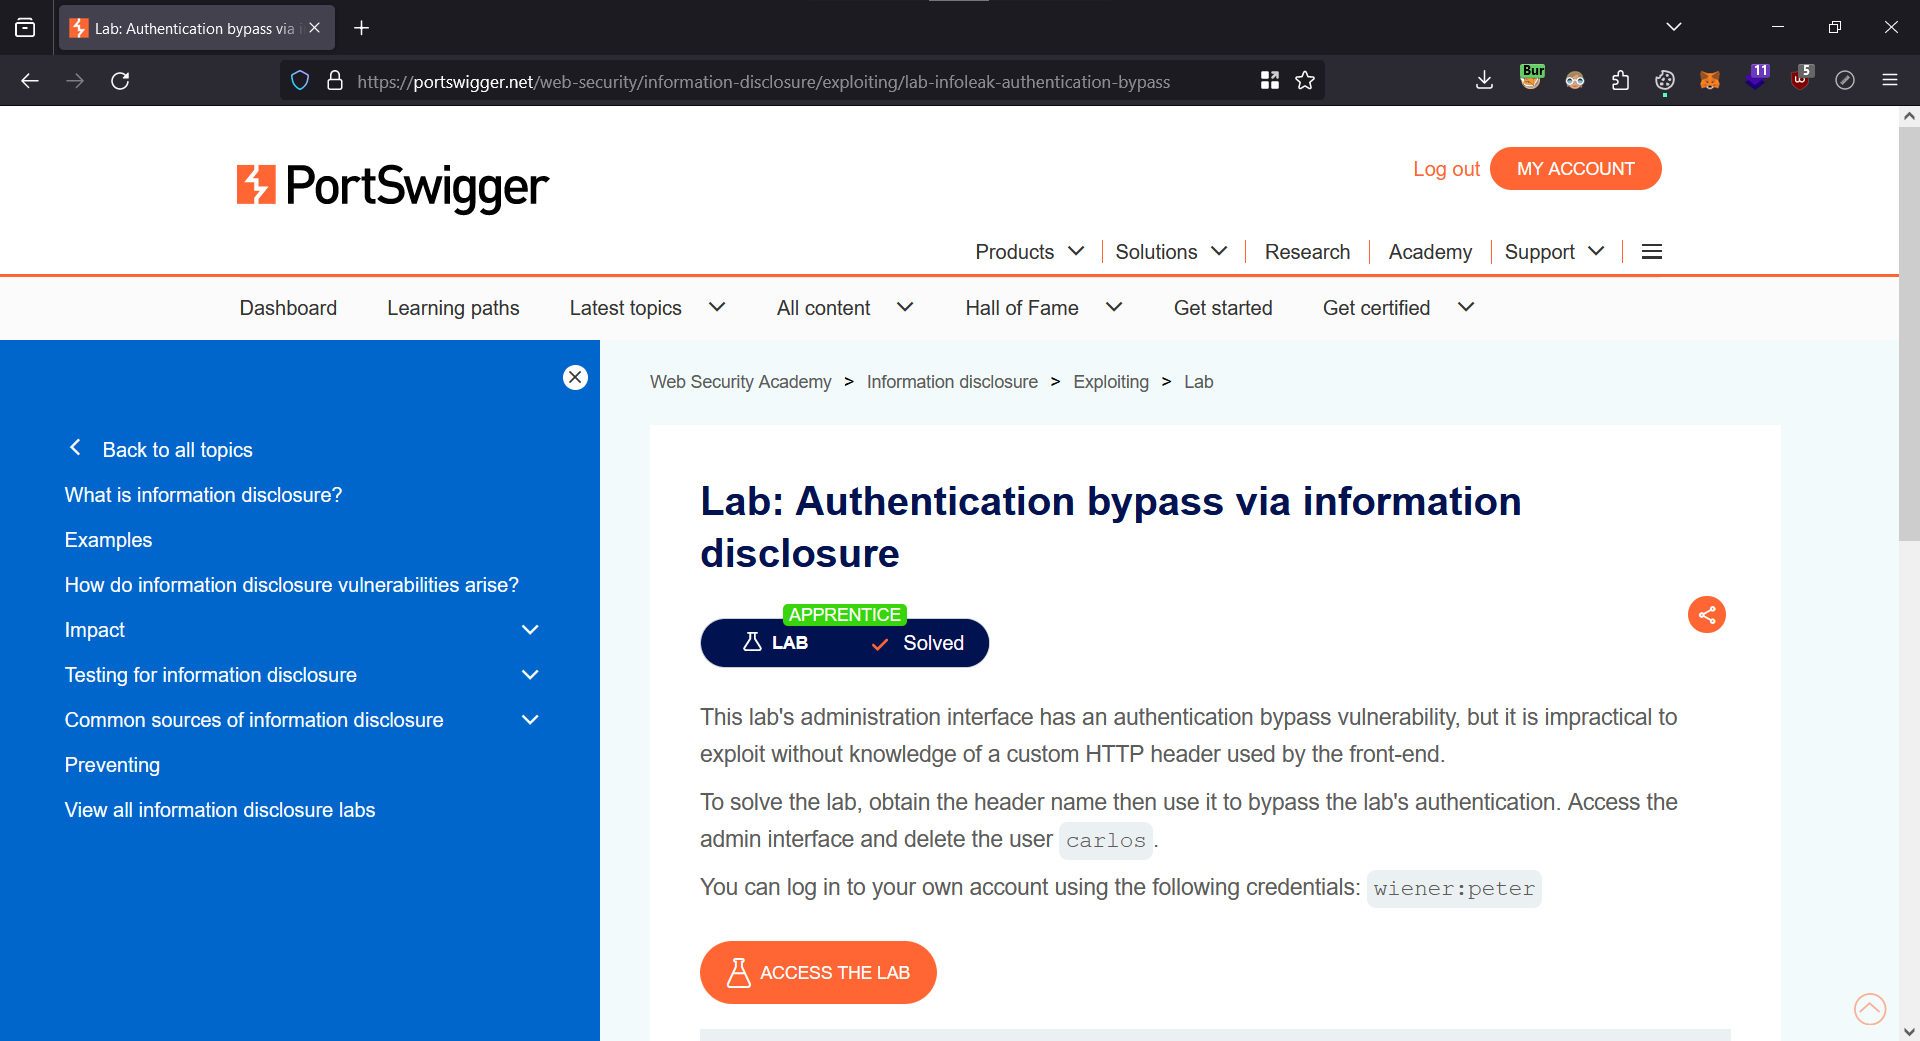 Lab: Authentication bypass via i
https://portswigger.net/web-security/information-disclosure/exploiting/lab-infoleak-authentication-bypass
Bur
11
5
PortSwigger
Log out
MY ACCOUNT
Products
Solutions
Research
Academy
Support
Dashboard
Learning paths
Latest topics
All content
Hall of Fame
Get started
Get certified
Back to all topics
What is information disclosure?
Examples
How do information disclosure vulnerabilities arise?
Impact
Testing for information disclosure
Common sources of information disclosure
Preventing
View all information disclosure labs
Web Security Academy > Information disclosure > Exploiting > Lab
Lab: Authentication bypass via information
disclosure
APPRENTICE
LAB
Solved
This lab's administration interface has an authentication bypass vulnerability, but it is impractical to
exploit without knowledge of a custom HTTP header used by the front-end.
To solve the lab, obtain the header name then use it to bypass the lab's authentication. Access the
admin interface and delete the user carlos.
You can log in to your own account using the following credentials: wiener:peter
ACCESS THE LAB